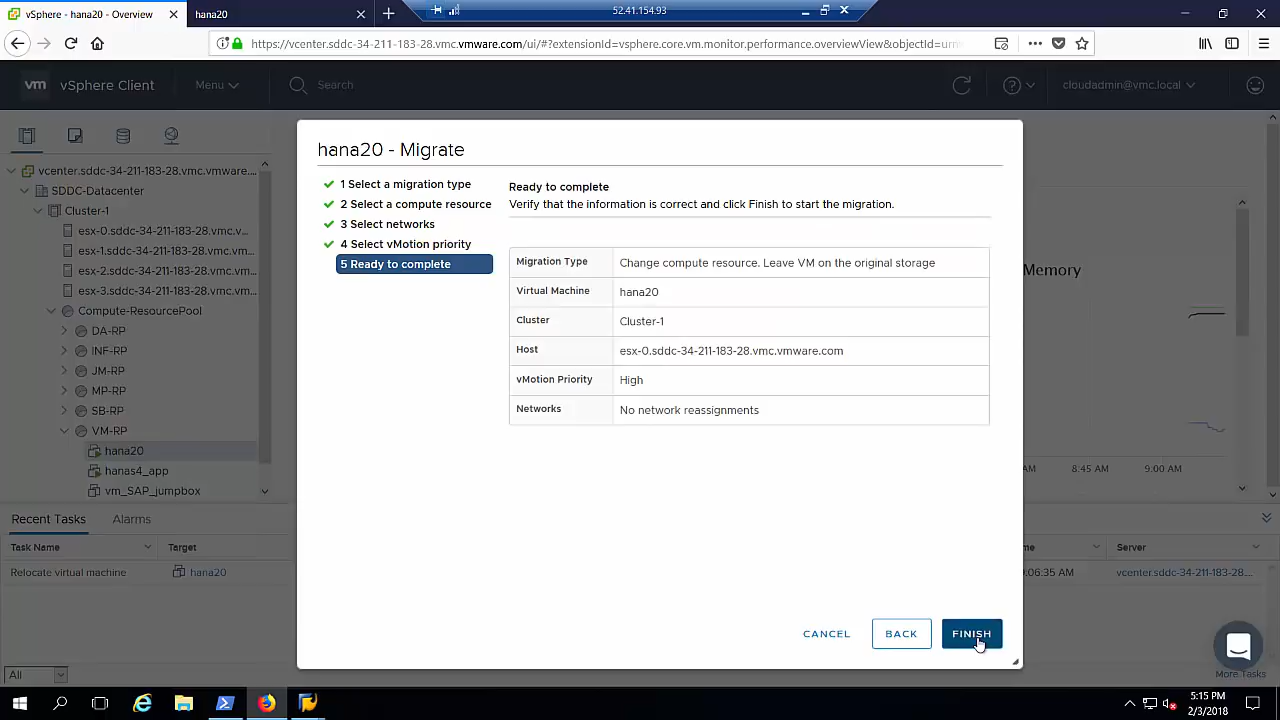 vSphere - hana20 - Overview
hana20
52.41.154.93
https://vcenter.sddc-34-211-183-28.vmc.vmware.com/ui/#?extensionId=vsphere.core.vm.monitor.performance.overviewView&objectId=urn
vm vSphere Client Menu Search cloudadmin@vmc.local
hana20 - Migrate
1 Select a migration type
2 Select a compute resource
3 Select networks
4 Select vMotion priority
5 Ready to complete
Ready to complete
Verify that the information is correct and click Finish to start the migration.
Migration Type Change compute resource. Leave VM on the original storage
Virtual Machine hana20
Cluster Cluster-1
Host esx-0.sddc-34-211-183-28.vmc.vmware.com
vMotion Priority High
Networks No network reassignments
CANCEL BACK FINISH
vcenter.sddc-34-211-183-28.vmc.vmware....
SDDC-Datacenter
Cluster-1
esx-0.sddc-34-211-183-28.vmc.v...
esx-1.sddc-34-211-183-28.vmc.vm...
esx-2.sddc-34-211-183-28.vmc.vm...
esx-3.sddc-34-211-183-28.vmc.vm...
Compute-ResourcePool
DA-RP
INF-RP
JM-RP
MP-RP
SB-RP
VM-RP
hana20
hanas4_app
vm_SAP_jumpbox
Memory
AM 8:45 AM 9:00 AM
Recent Tasks Alarms
Task Name Target me Server
Relocate virtual machine hana20 :06:35 AM vcenter.sddc-34-211-183-28....
All
More Tasks
5:15 PM
2/3/2018